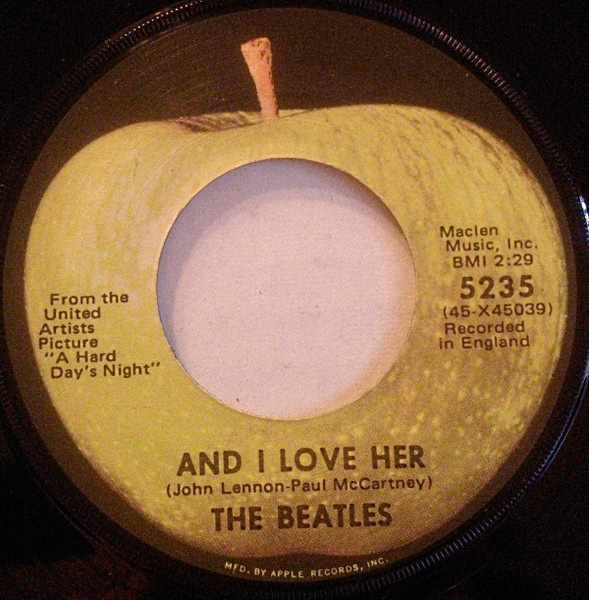 From the
United
Artists
Picture
"A Hard
Day's Night"
Maclen
Music, Inc.
BMI 2:29
5235
(45-X45039)
Recorded
in England
AND I LOVE HER
(John Lennon-Paul McCartney)
THE BEATLES
MFD. BY APPLE RECORDS, INC.